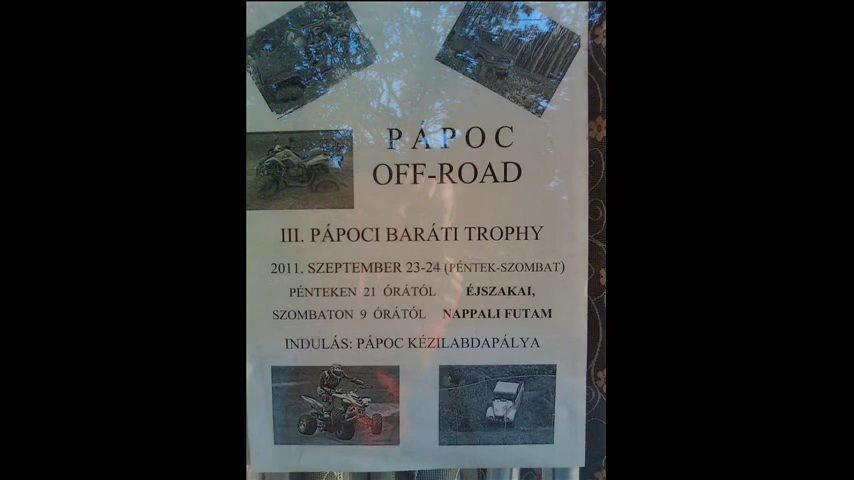 PÁPOC
OFF-ROAD
III. PÁPOCI BARÁTI TROPHY
2011. SZEPTEMBER 23-24 (PÉNTEK-SZOMBAT)
PÉNTEKEN 21 ÓRÁTÓL ÉJSZAKAI,
SZOMBATON 9 ÓRÁTÓL NAPPALI FUTAM
INDULÁS: PÁPOC KÉZILABDAPÁLYA